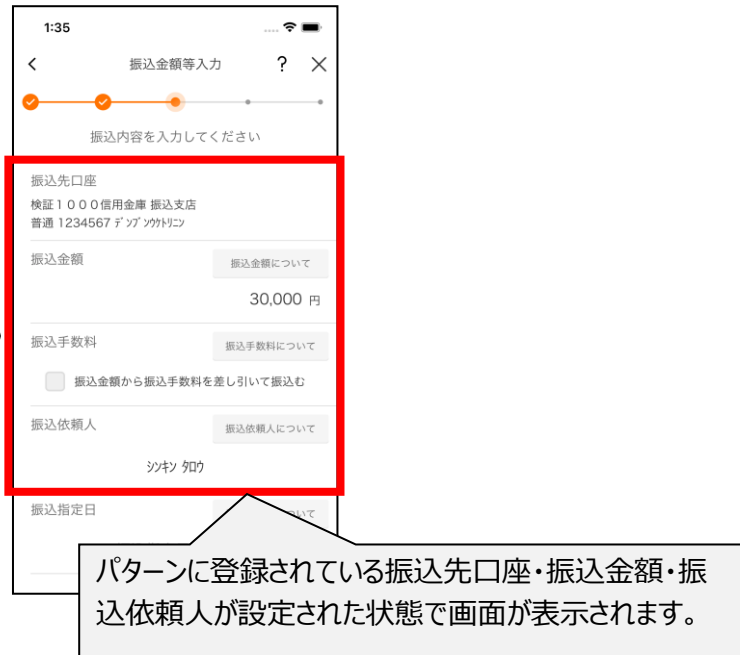 1:35
振込金額等入力 ?
振込内容を入力してください
振込先口座
検証1000信用金庫 振込支店
普通 1234567 デンブンウケトリニン
振込金額 振込金額について
30,000 円
振込手数料 振込手数料について
振込金額から振込手数料を差し引いて振込む
振込依頼人 振込依頼人について
シンキン タロウ
振込指定日 いて
パターンに登録されている振込先口座・振込金額・振
込依頼人が設定された状態で画面が表示されます。